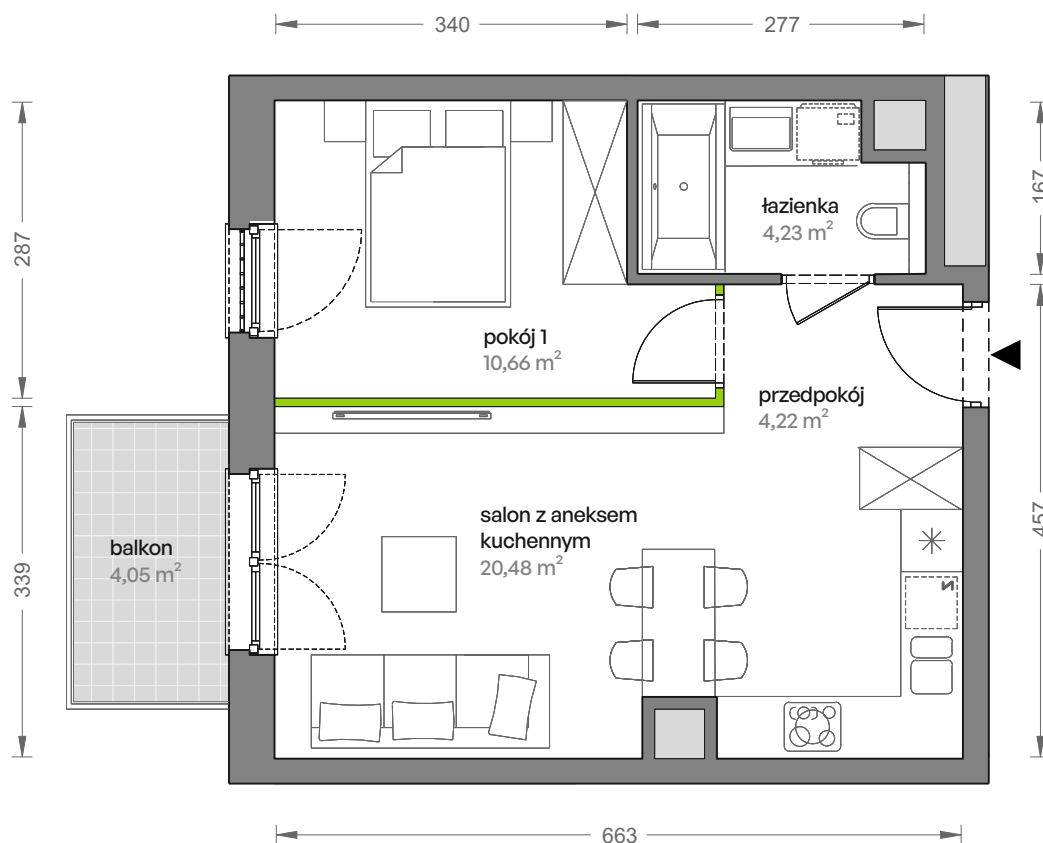 340
277
287
167
łazienka
4,23 m²
pokój 1
10,66 m²
przedpokój
4,22 m²
salon z aneksem
kuchennym
20,48 m²
balkon
4,05 m²
339
457
663